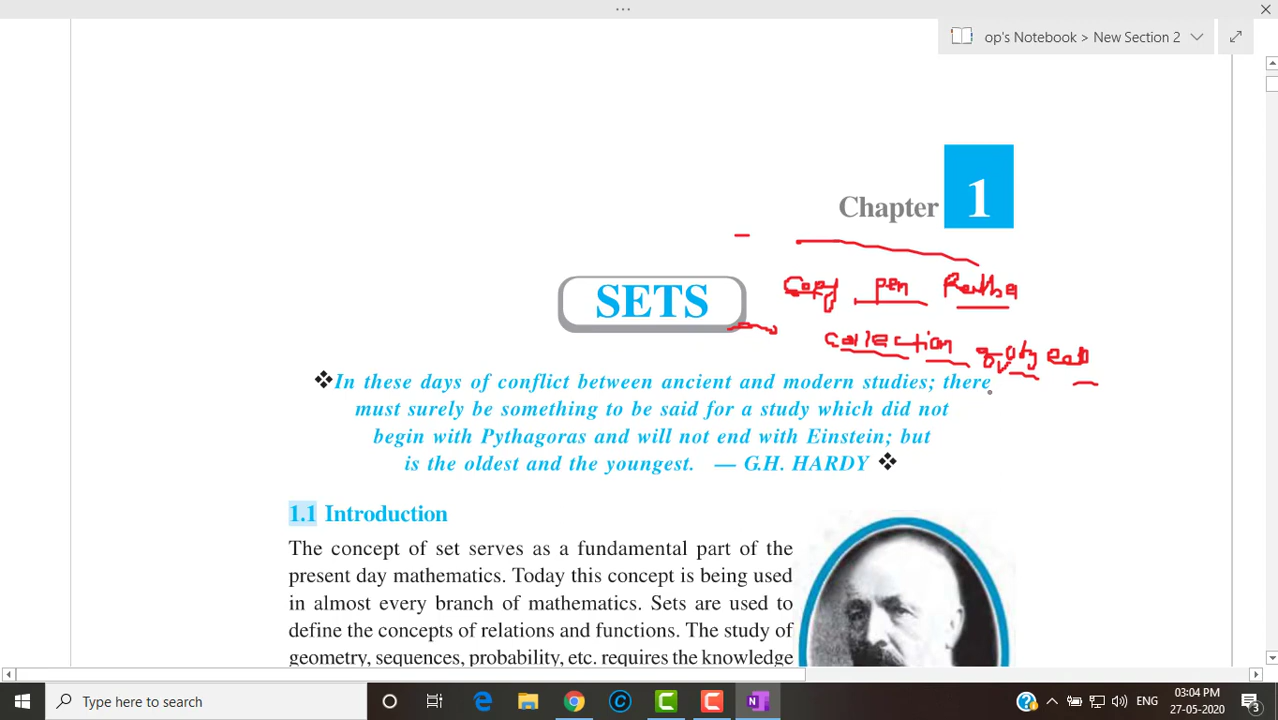 op's Notebook > New Section 2
Chapter 1
Copy pen
SETS
Collection
❖In these days of conflict between ancient and modern studies; there
must surely be something to be said for a study which did not
begin with Pythagoras and will not end with Einstein; but
is the oldest and the youngest. — G.H. HARDY ❖
1.1 Introduction
The concept of set serves as a fundamental part of the
present day mathematics. Today this concept is being used
in almost every branch of mathematics. Sets are used to
define the concepts of relations and functions. The study of
geometry, sequences, probability, etc. requires the knowledge
Type here to search
ENG
03:04 PM
27-05-2020
3